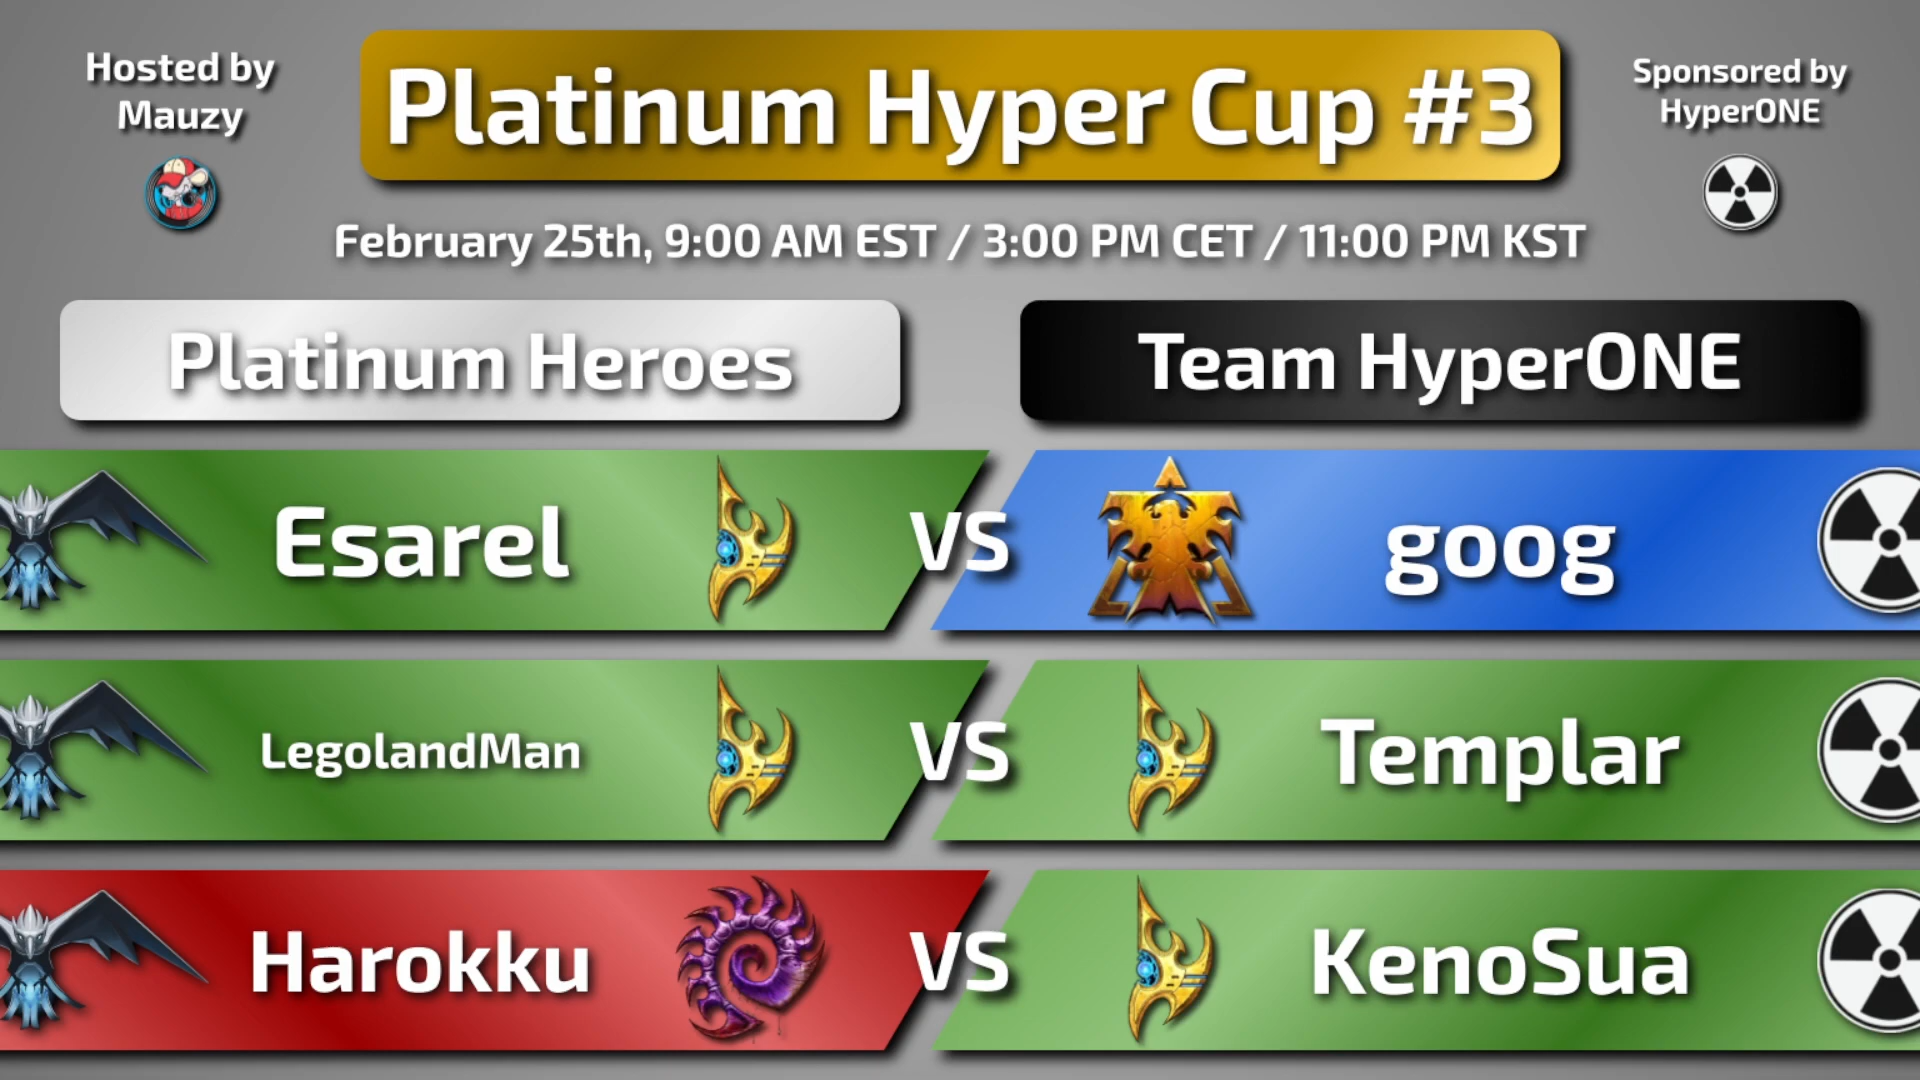 Hosted by
Mauzy
Platinum Hyper Cup #3
Sponsored by
HyperONE
February 25th, 9:00 AM EST / 3:00 PM CET / 11:00 PM KST
Platinum Heroes
Team HyperONE
Esarel
VS
goog
LegolandMan
VS
Templar
Harokku
VS
KenoSua